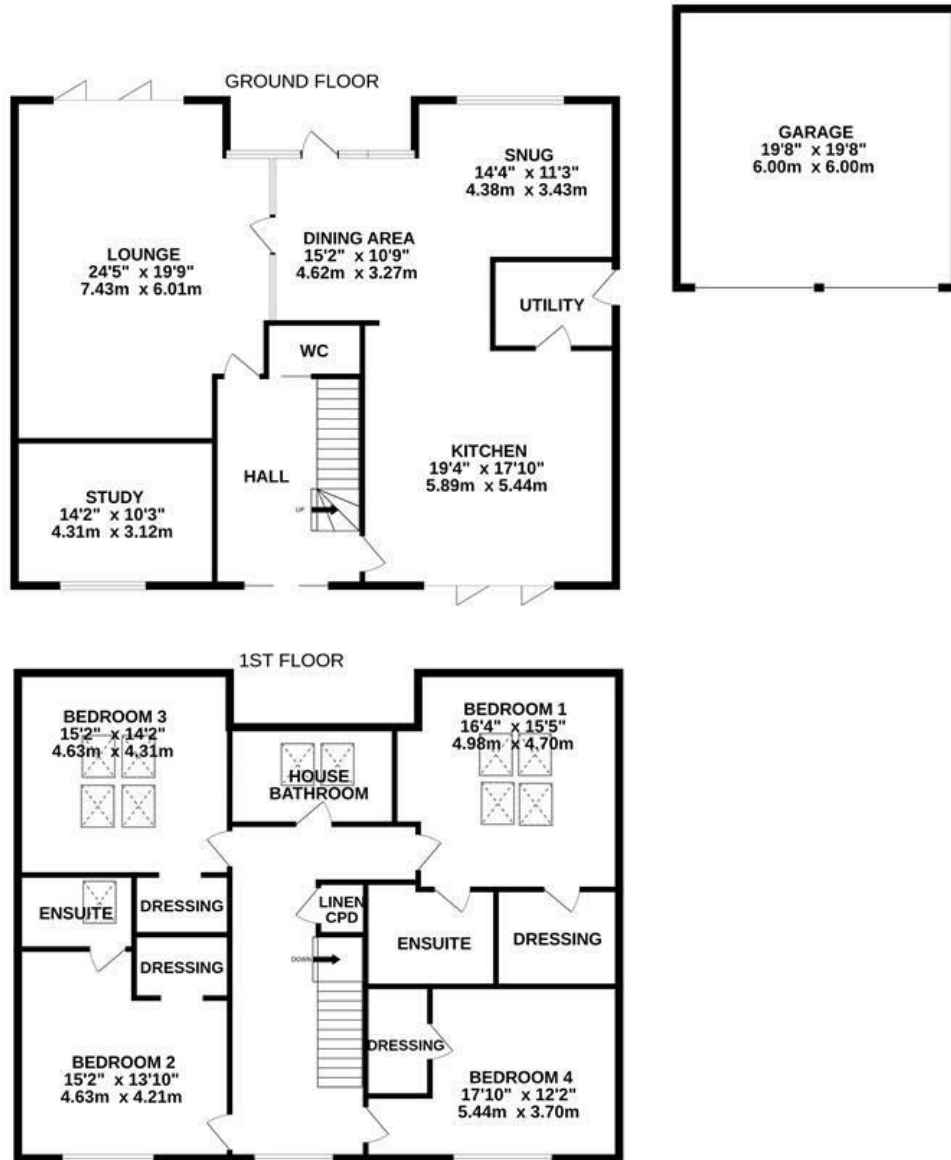 GROUND FLOOR
GARAGE
19'8" x 19'8"
6.00m x 6.00m
SNUG
14'4" x 11'3"
4.38m x 3.43m
DINING AREA
15'2" x 10'9"
4.62m x 3.27m
LOUNGE
24'5" x 19'9"
7.43m x 6.01m
UTILITY
WC
KITCHEN
19'4" x 17'10"
5.89m x 5.44m
HALL
STUDY
14'2" x 10'3"
4.31m x 3.12m
UP
1ST FLOOR
BEDROOM 3
15'2" x 14'2"
4.63m x 4.31m
BEDROOM 1
16'4" x 15'5"
4.98m x 4.70m
HOUSE
BATHROOM
ENSUITE
DRESSING
LINEN
CPD
ENSUITE
DRESSING
DRESSING
DOWN
DRESSING
BEDROOM 2
15'2" x 13'10"
4.63m x 4.21m
BEDROOM 4
17'10" x 12'2"
5.44m x 3.70m